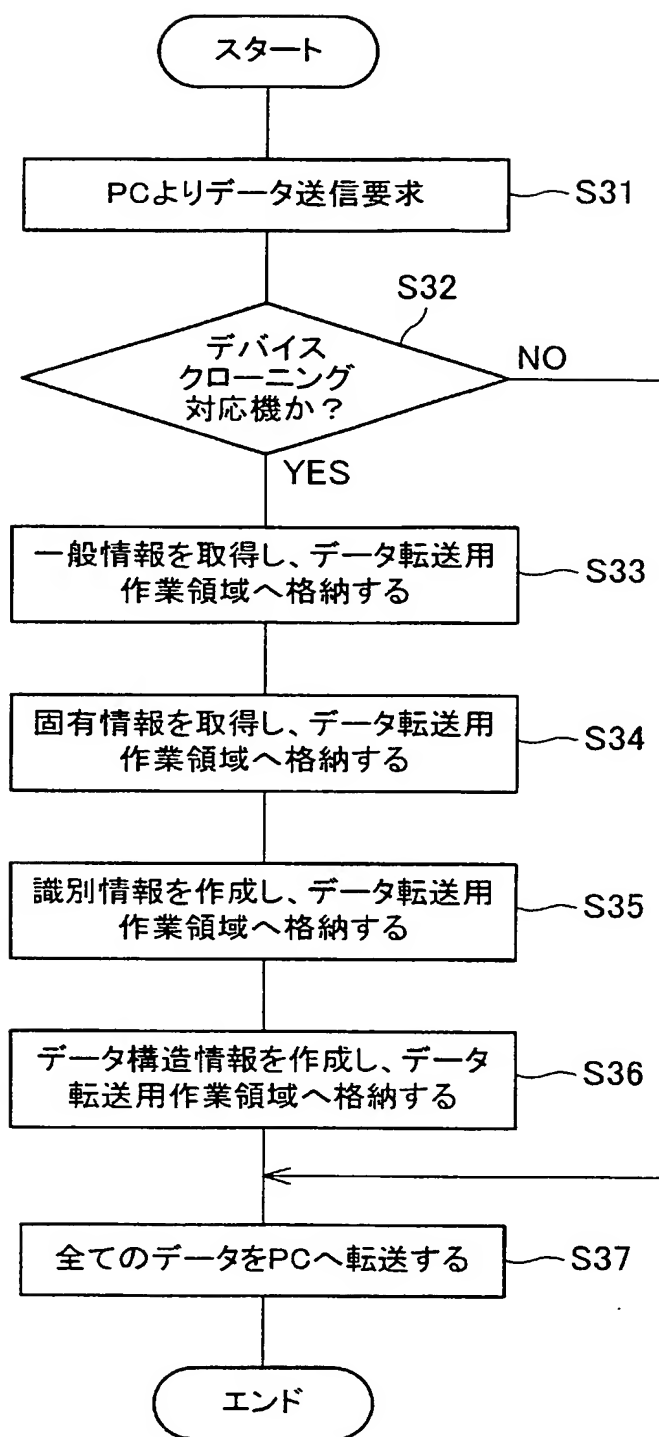 スタート
PCよりデータ送信要求
S31
S32
デバイス
クローニング
対応機か?
NO
YES
一般情報を取得し、データ転送用
作業領域へ格納する
S33
固有情報を取得し、データ転送用
作業領域へ格納する
S34
識別情報を作成し、データ転送用
作業領域へ格納する
S35
データ構造情報を作成し、データ
転送用作業領域へ格納する
S36
全てのデータをPCへ転送する
S37
エンド